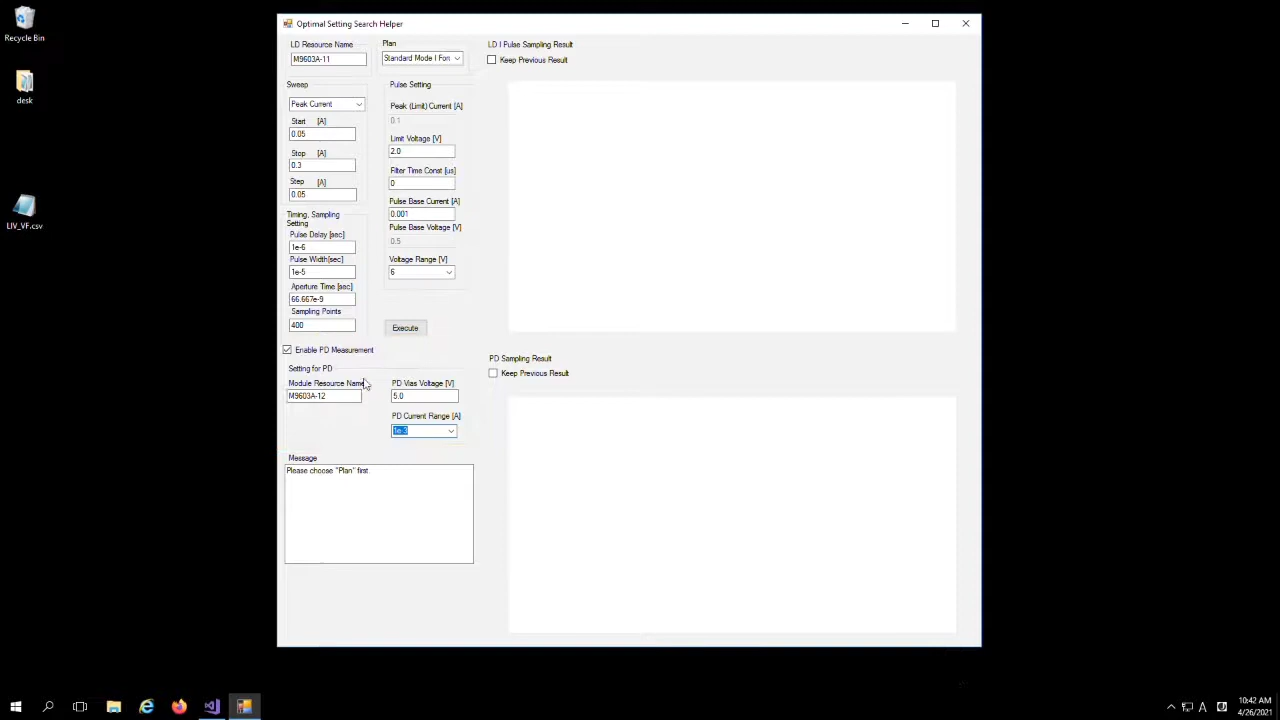 Recycle Bin
desk
LIV_VF.csv
Optimal Setting Search Helper
LD Resource Name
M9603A-11
Plan
Standard Mode I Forc
Sweep
Peak Current
Start [A]
0.05
Stop [A]
0.3
Step [A]
0.05
Timing, Sampling
Setting
Pulse Delay [sec]
1e-6
Pulse Width[sec]
1e-5
Aperture Time [sec]
66.667e-9
Sampling Points
400
Pulse Setting
Peak (Limit) Current [A]
0.1
Limit Voltage [V]
2.0
Filter Time Const [us]
0
Pulse Base Current [A]
0.001
Pulse Base Voltage [V]
0.5
Voltage Range [V]
6
Execute
Enable PD Measurement
Setting for PD
Module Resource Name
M9603A-12
PD Vias Voltage [V]
5.0
PD Current Range [A]
1e-3
Message
Please choose "Plan" first.
LD I Pulse Sampling Result
Keep Previous Result
PD Sampling Result
Keep Previous Result
10:42 AM
4/26/2021